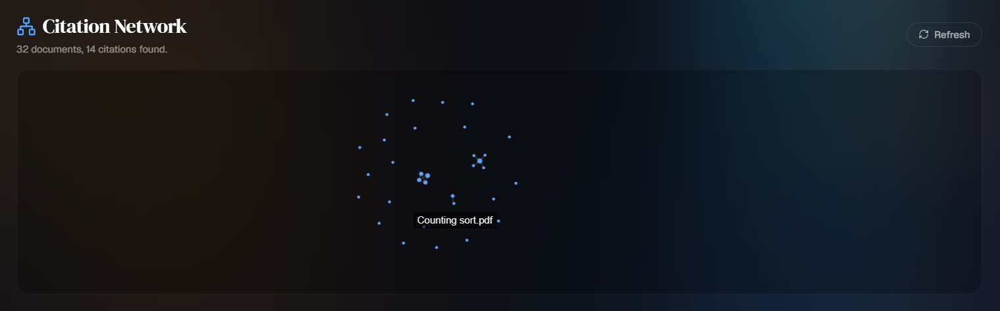 Citation Network
32 documents, 14 citations found.
Refresh
Counting sort.pdf